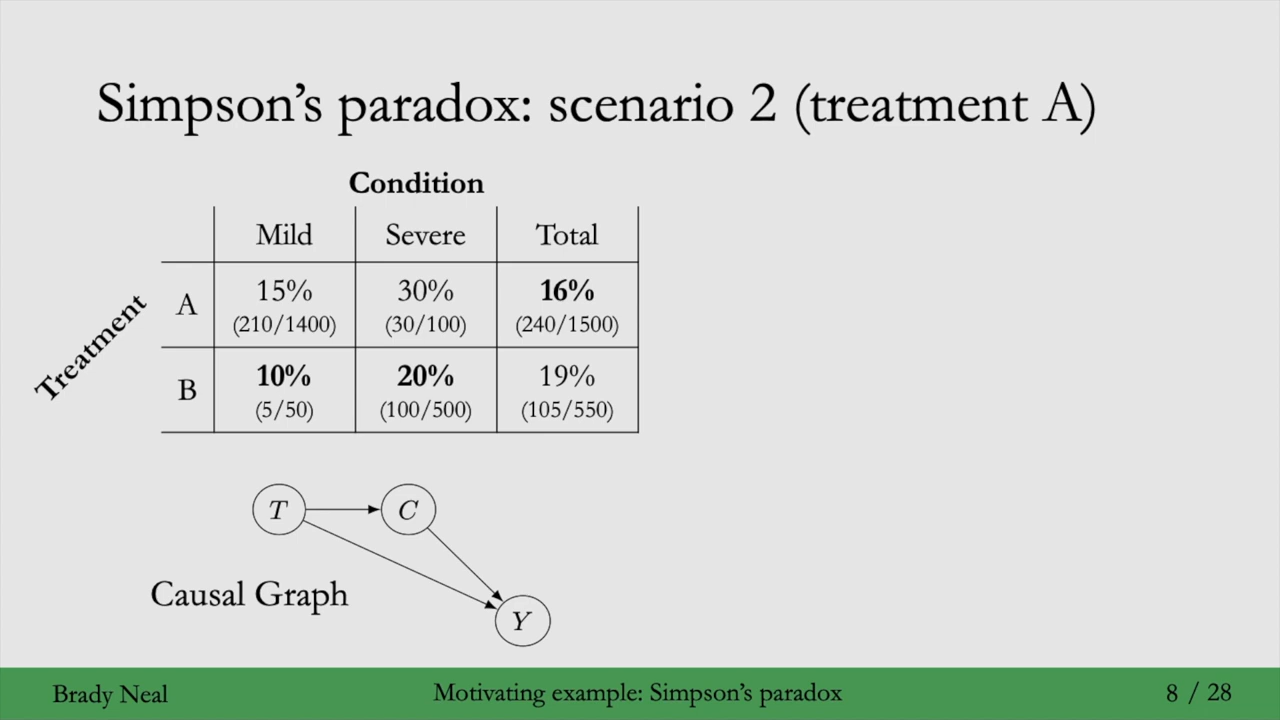 Simpson's paradox: scenario 2 (treatment A)
Condition
Mild Severe Total
Treatment
A 15% 30% 16%
(210/1400) (30/100) (240/1500)
B 10% 20% 19%
(5/50) (100/500) (105/550)
T C
Causal Graph
Y
Brady Neal Motivating example: Simpson's paradox 8 / 28